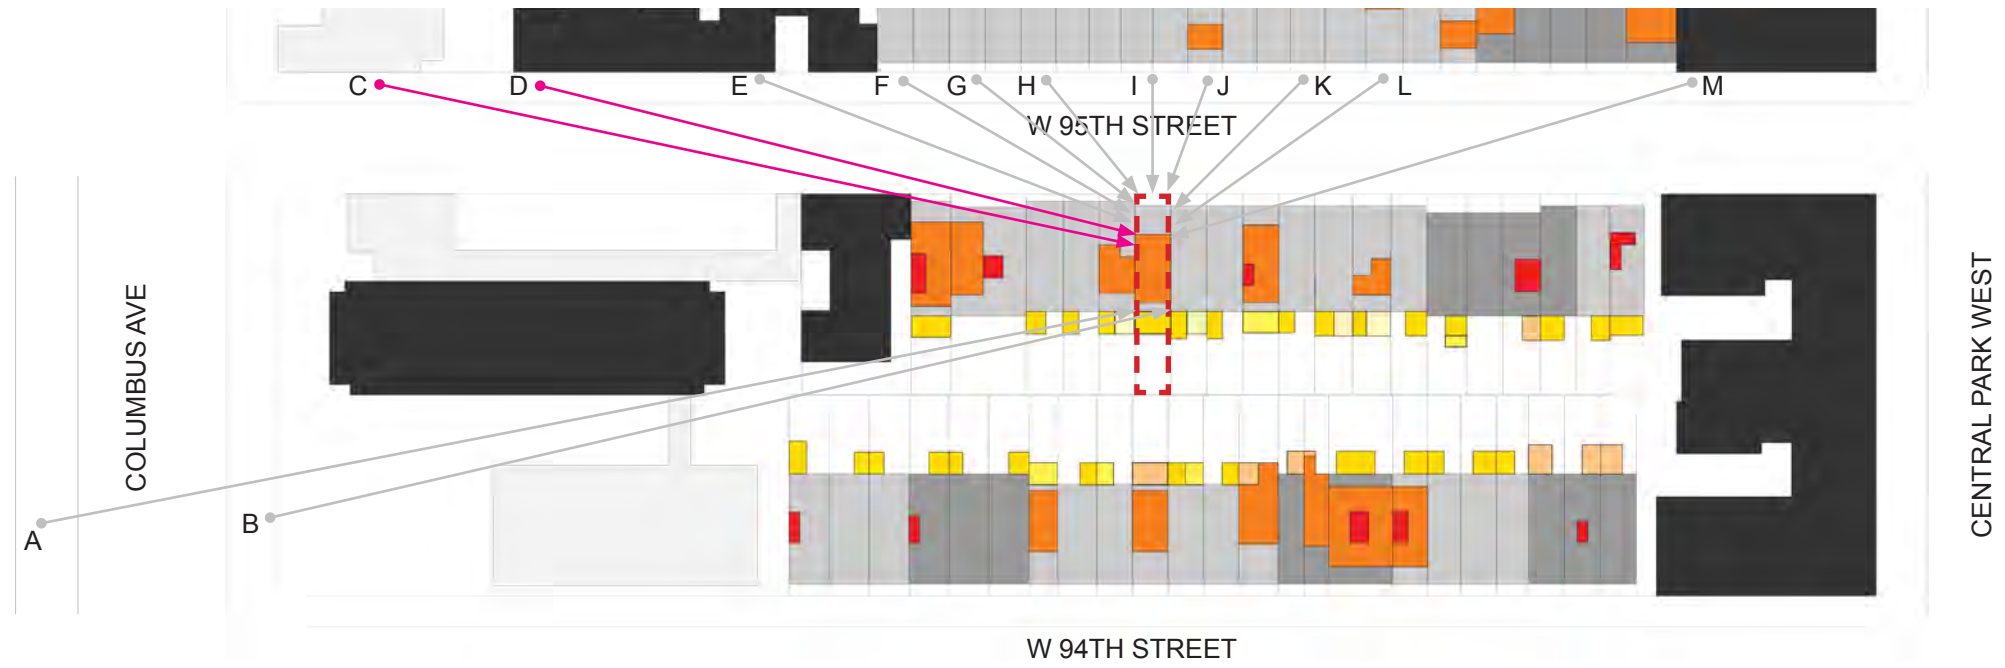 C D E F G H I J K L M
W 95TH STREET
COLUMBUS AVE
CENTRAL PARK WEST
A B
W 94TH STREET